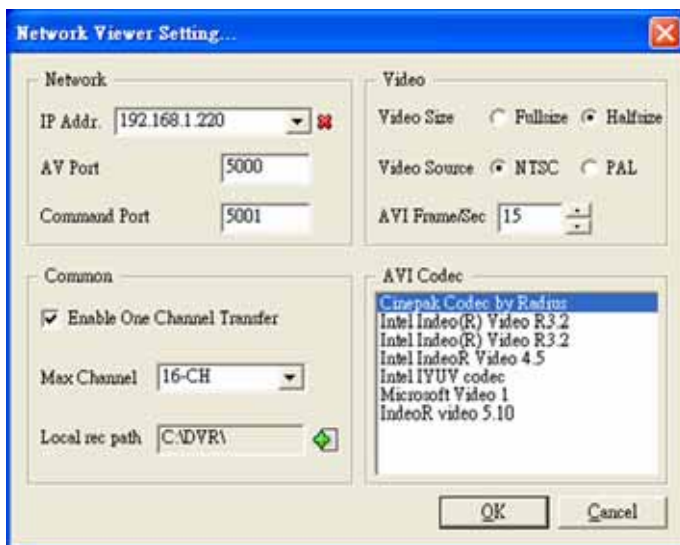 Network Viewer Setting...
Network
IP Addr. 192.168.1.220
AV Port 5000
Command Port 5001
Video
Video Size Fullsize Halfsize
Video Source NTSC PAL
AVI Frame/Sec 15
Common
Enable One Channel Transfer
Max Channel 16-CH
Local rec path C:\DVR\
AVI Codec
Cinepak Codec by Radius
Intel Indeo(R) Video R3.2
Intel Indeo(R) Video R3.2
Intel IndeoR Video 4.5
Intel IYUV codec
Microsoft Video 1
IndeoR video 5.10
OK Cancel